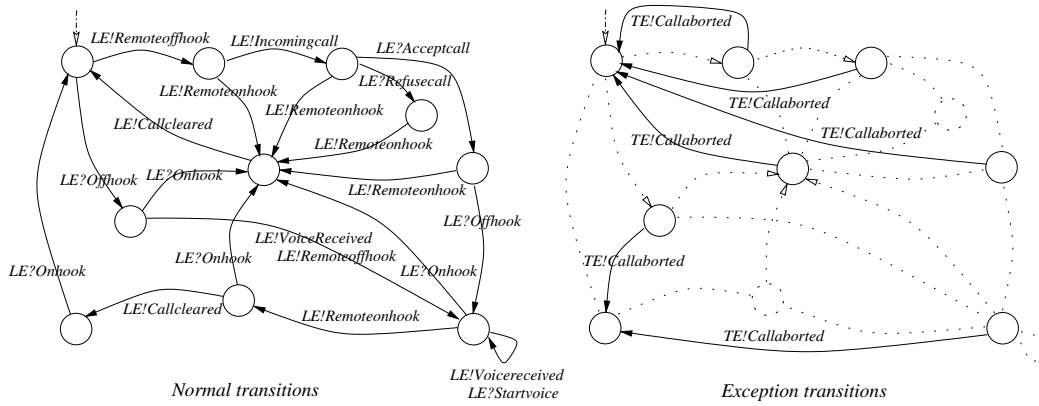 LE!Remoteoffhook
LE!Incomingcall
LE?Acceptcall
LE?Refusecall
LE!Remoteonhook
LE!Remoteonhook
LE!Callcleared
LE!Remoteonhook
LE?Offhook
LE?Onhook
LE!Remoteonhook
LE?Offhook
LE!VoiceReceived
LE!Remoteoffhook
LE?Onhook
LE?Onhook
LE?Onhook
LE!Callcleared
LE!Remoteonhook
LE!Voicereceived
LE?Startvoice
Normal transitions
TE!Callaborted
TE!Callaborted
TE!Callaborted
TE!Callaborted
TE!Callaborted
TE!Callaborted
Exception transitions